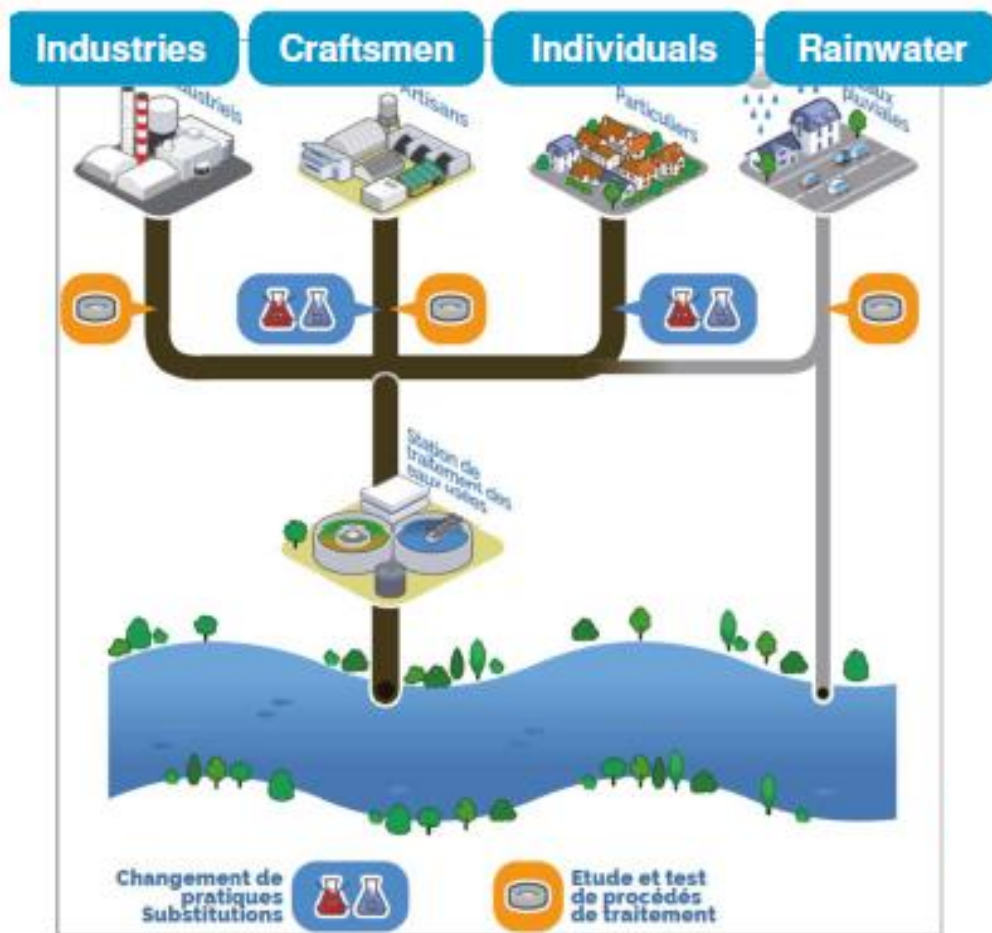 Industries
Craftsmen
Individuals
Rainwater
Artisans
Particuliers
pluviales
Station de
traitement des
eaux usées
Changement de
pratiques
Substitutions
Etude et test
de procédés
de traitement